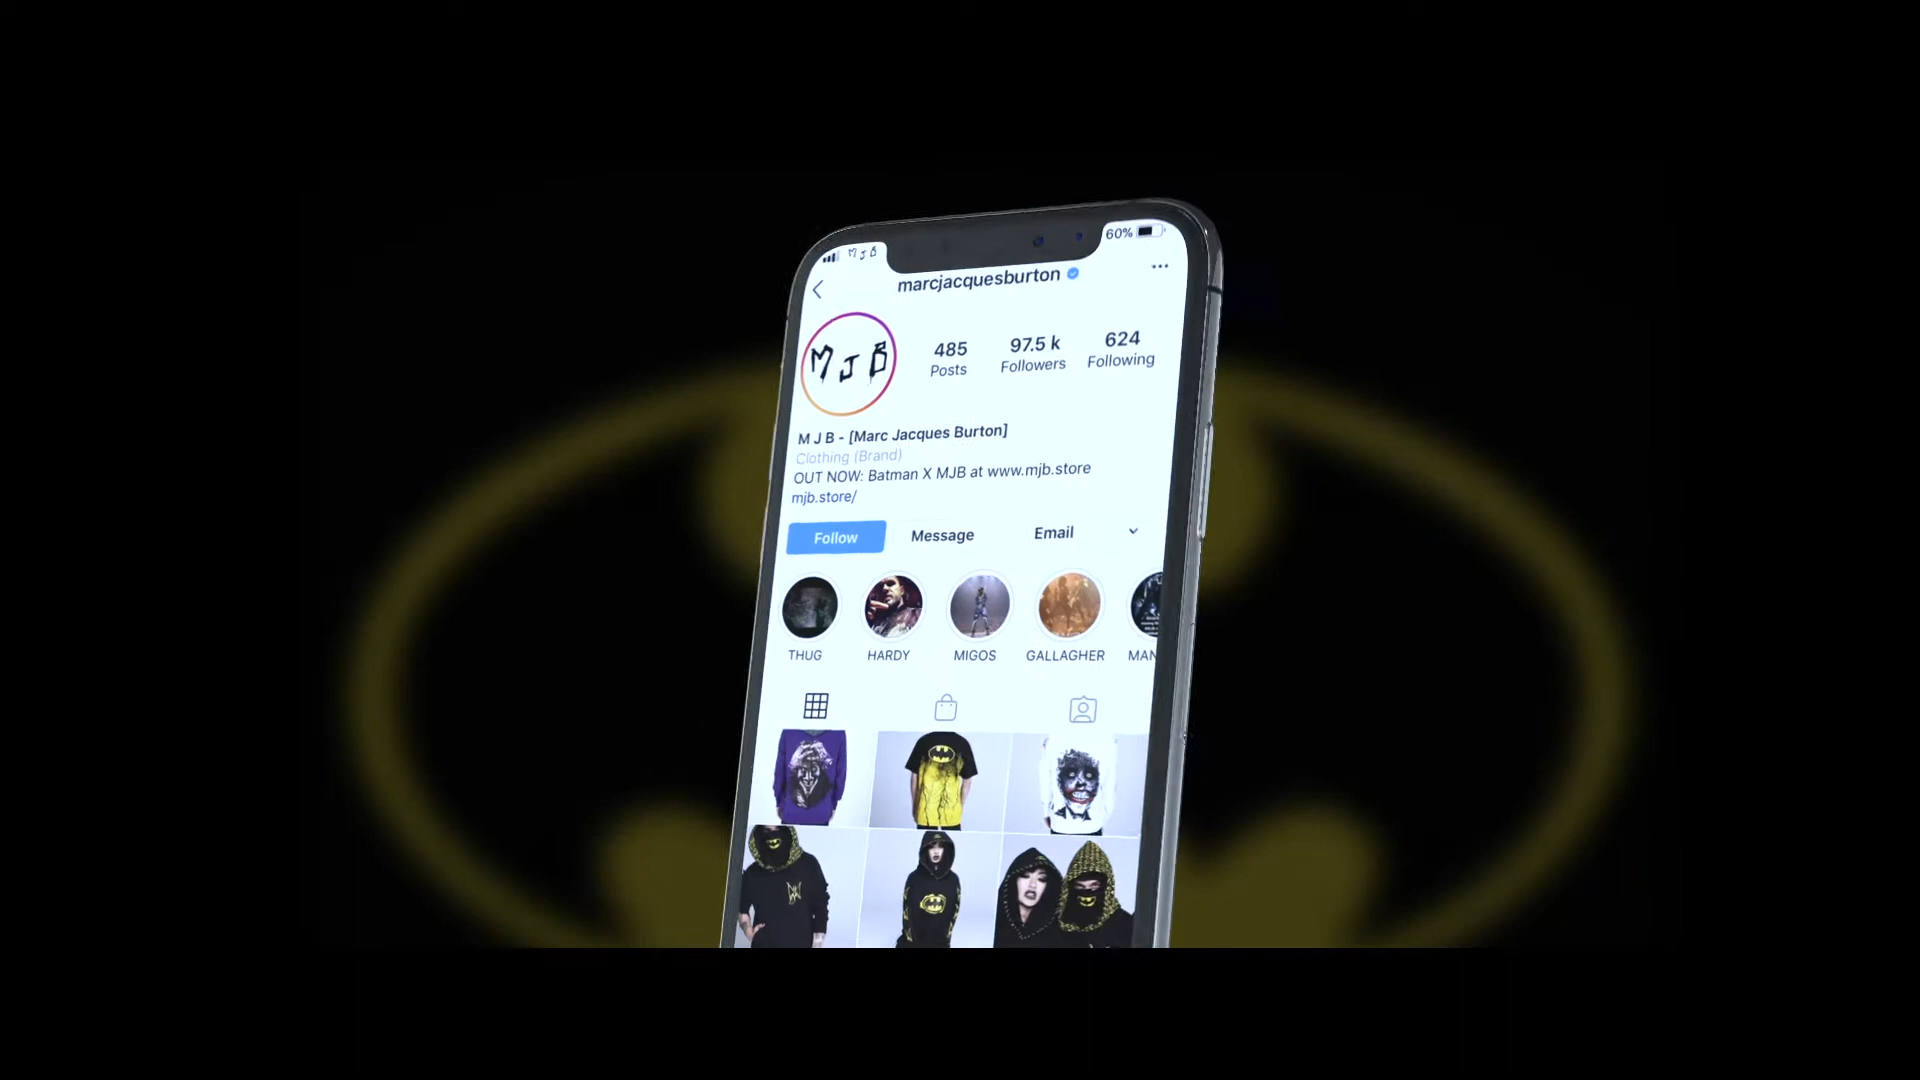 M J B
60%
marcjacquesburton
M J B
485
97.5 k
624
Posts
Followers
Following
M J B - [Marc Jacques Burton]
Clothing (Brand)
OUT NOW: Batman X MJB at www.mjb.store
mjb.store/
Follow
Message
Email
THUG
HARDY
MIGOS
GALLAGHER
MAN